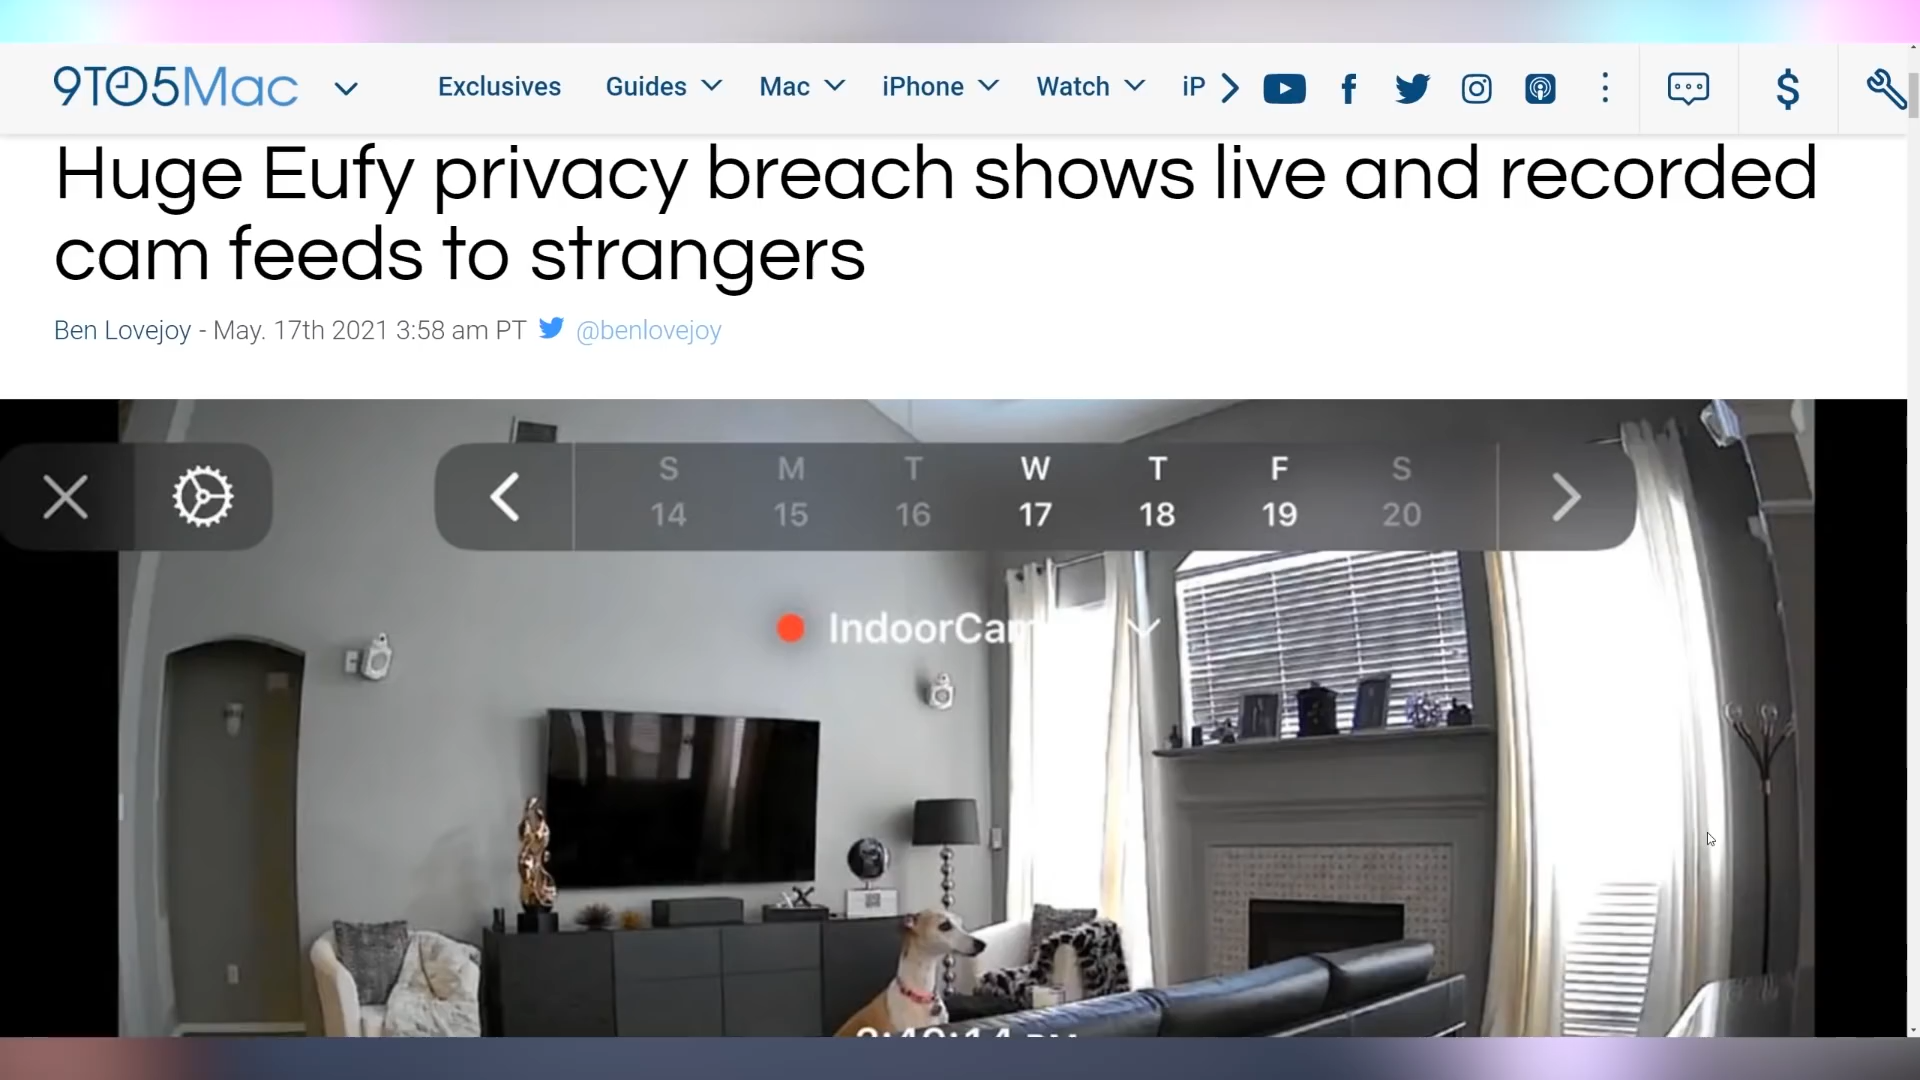 9TO5Mac
Exclusives Guides Mac iPhone Watch iP
Huge Eufy privacy breach shows live and recorded
cam feeds to strangers
Ben Lovejoy - May. 17th 2021 3:58 am PT @benlovejoy
S M T W T F S
14 15 16 17 18 19 20
IndoorCam